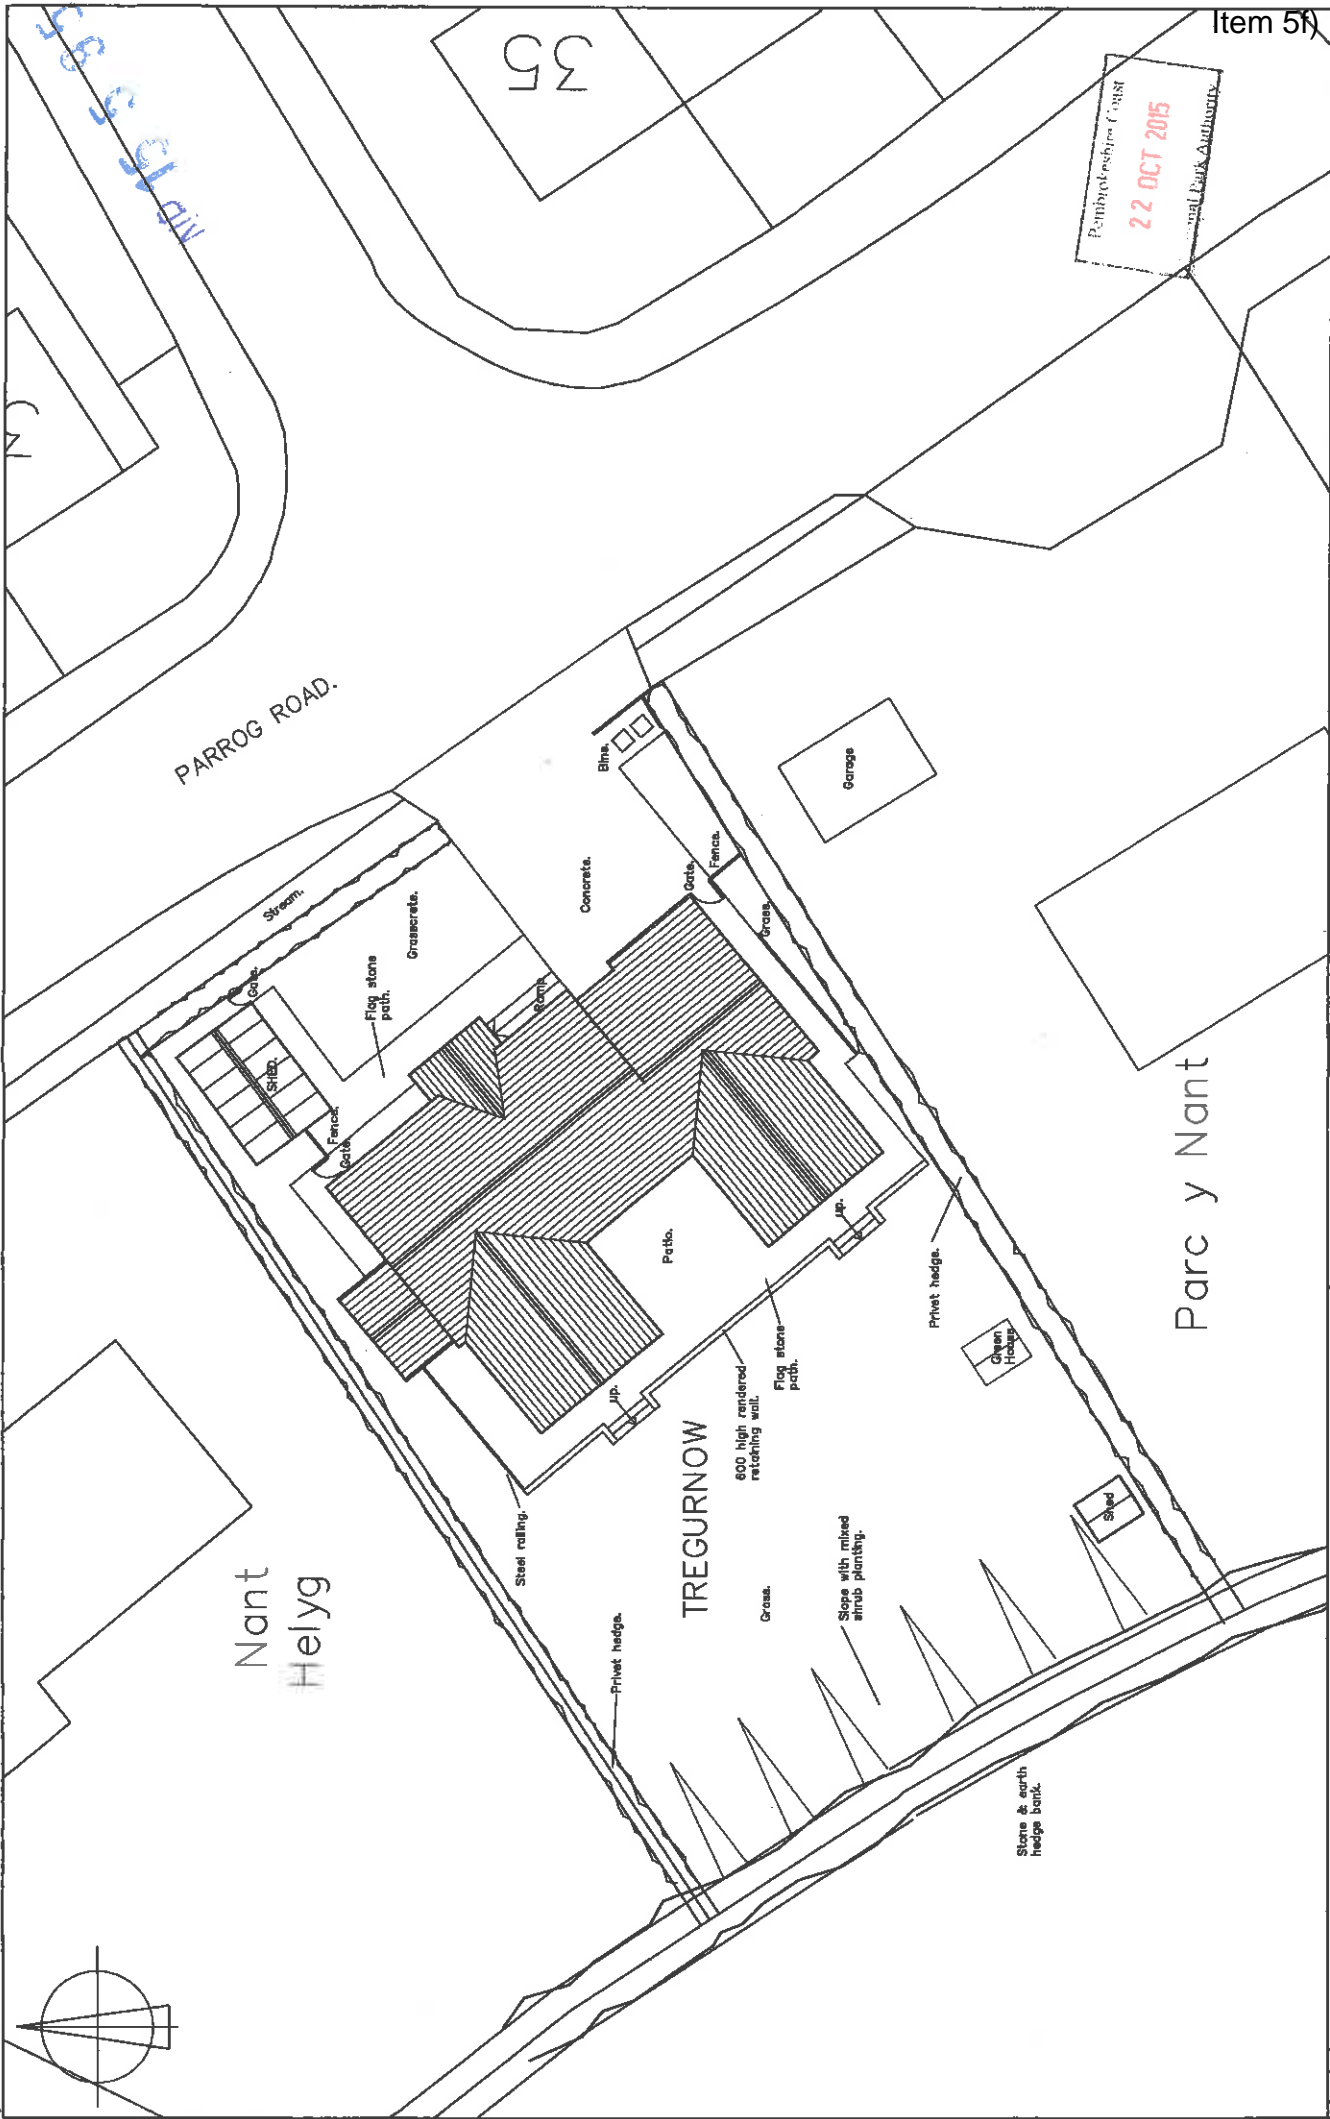 Item 5f)
35
Pembrokeshire Coast
22 OCT 2015
National Park Authority
PARROG ROAD.
Stream.
Gate.
SHED.
Fence.
Gate.
Flag stone
path.
Grasscrete.
Ramp.
Concrete.
Bins.
Gate.
Fence.
Grass.
Garage
Patio.
up.
up.
Flag stone
path.
600 high rendered
retaining wall.
Steel railing.
TREGURNOW
Grass.
Slope with mixed
shrub planting.
Privet hedge.
Privet hedge.
Green
House
Shed
Stone & earth
hedge bank.
Nant
Helyg
Parc y Nant